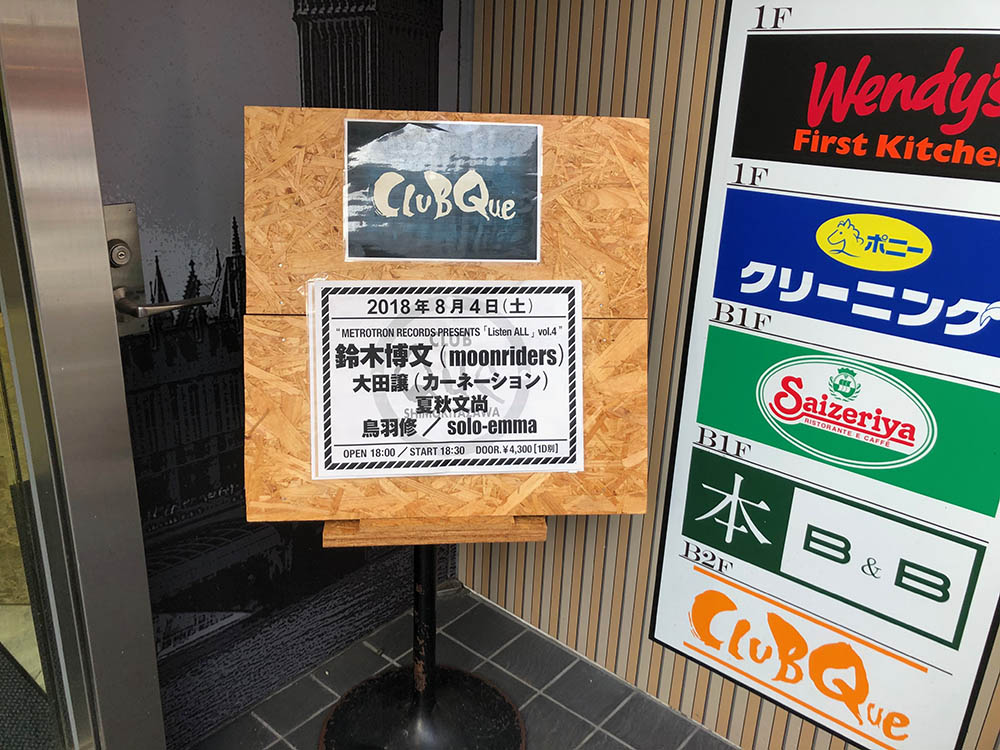 CLUB Que
2018年8月4日(土)
"METROTRON RECORDS PRESENTS「Listen ALL」vol.4"
鈴木博文(moonriders)
大田譲(カーネーション)
夏秋文尚
鳥羽修／solo-emma
OPEN 18:00／START 18:30 DOOR.¥4,300[1D別]
CLUB
SHIMOKITAZAWA
1F
Wendy's
First Kitchen
1F
ポニー
クリーニング
B1F
Saizeriya
RISTORANTE E CAFFÈ
B1F
本
B&B
B2F
CLUB Que